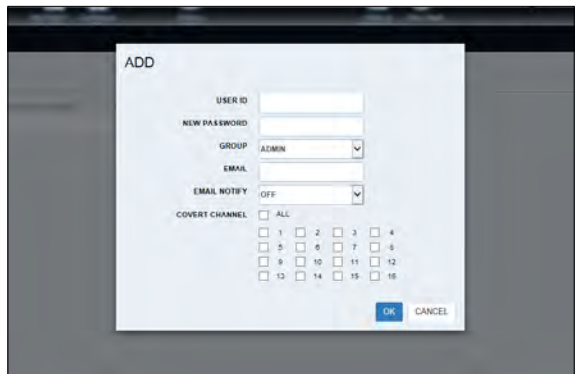 ADD
USER ID
NEW PASSWORD
GROUP ADMIN
EMAIL
EMAIL NOTIFY OFF
COVERT CHANNEL ALL
1 2 3 4
5 6 7 8
9 10 11 12
13 14 15 16
OK CANCEL